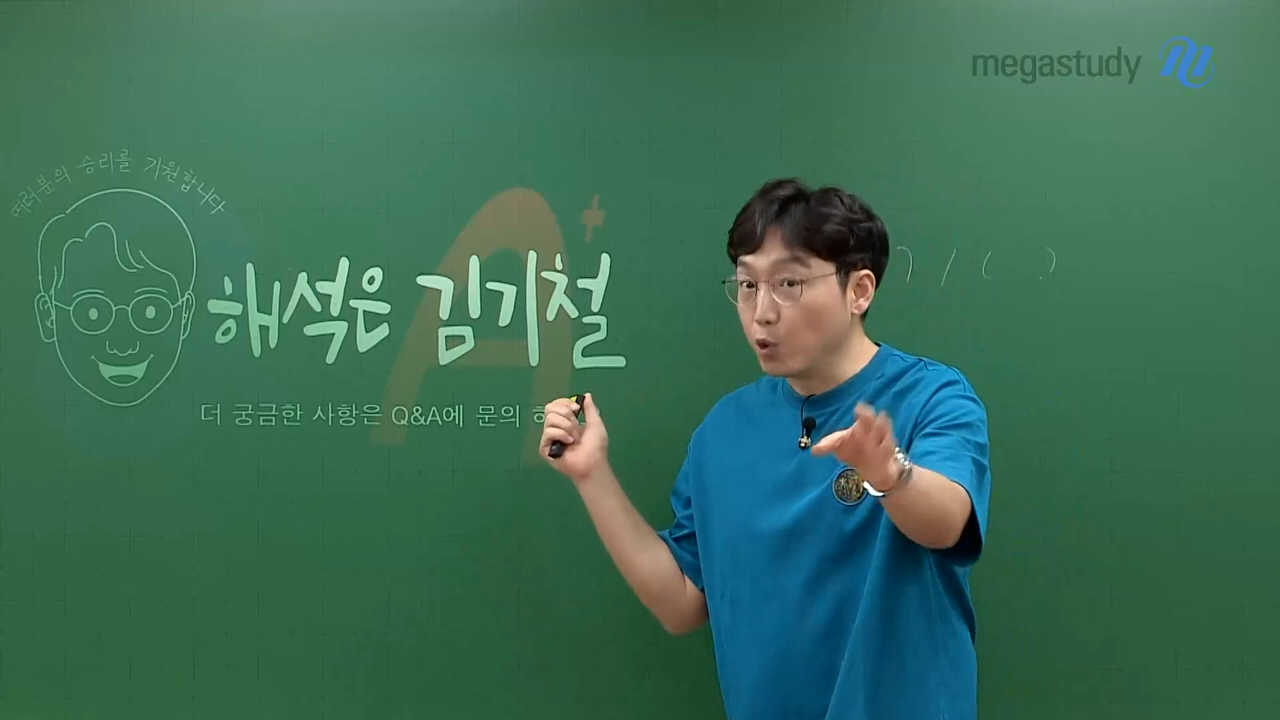 megastudy
여러분의 승리를 기원합니다
A+
해석은 김기철
더 궁금한 사항은 Q&A에 문의